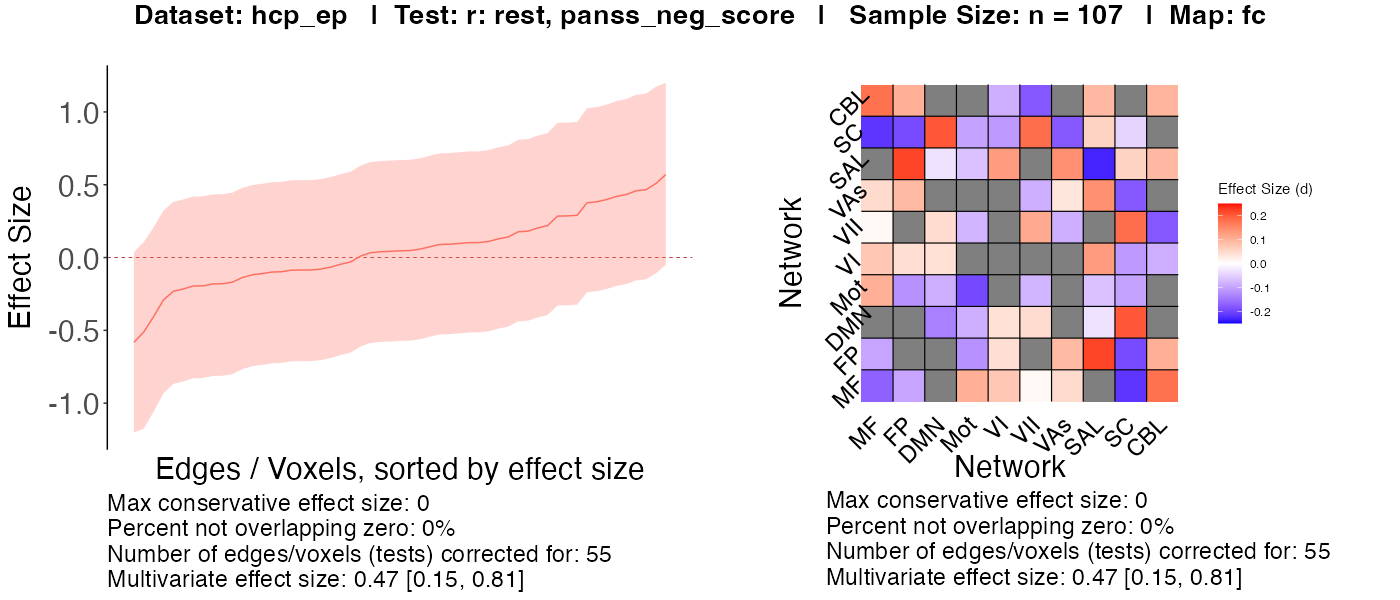 Dataset: hcp_ep | Test: r: rest, panss_neg_score | Sample Size: n = 107 | Map: fc
Effect Size
1.0
0.5
0.0
-0.5
-1.0
Edges / Voxels, sorted by effect size
Max conservative effect size: 0
Percent not overlapping zero: 0%
Number of edges/voxels (tests) corrected for: 55
Multivariate effect size: 0.47 [0.15, 0.81]
Network
CBL
SC
SAL
VAs
VII
VI
Mot
DMN
FP
MF
MF FP DMN Mot VI VII VAs SAL SC CBL
Network
Effect Size (d)
0.2
0.1
0.0
-0.1
-0.2
Max conservative effect size: 0
Percent not overlapping zero: 0%
Number of edges/voxels (tests) corrected for: 55
Multivariate effect size: 0.47 [0.15, 0.81]